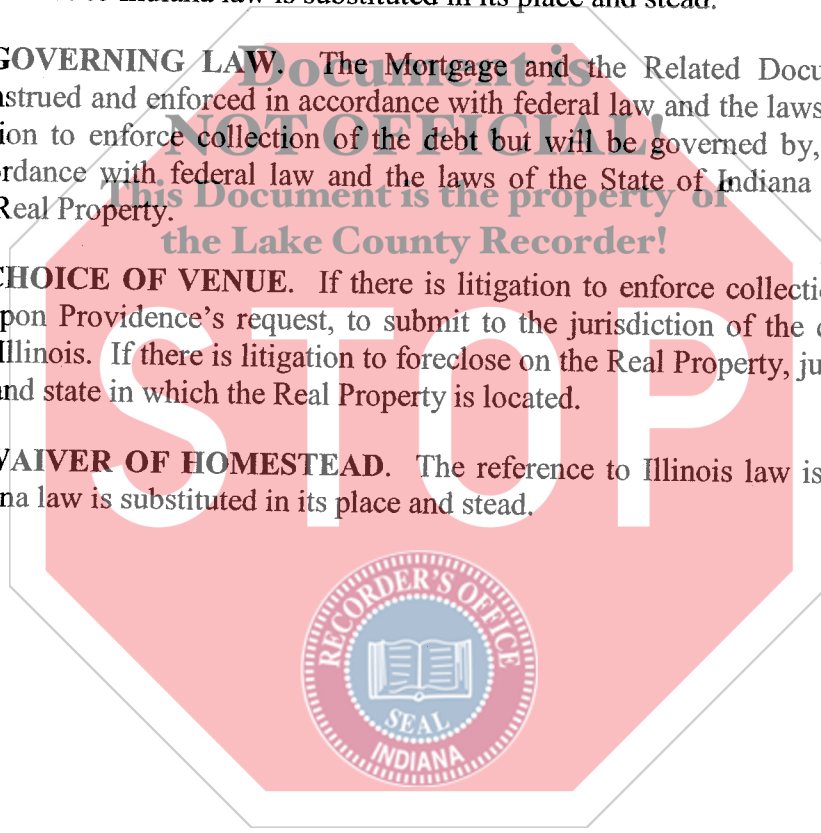 Indiana law is substituted in its place and stead.
GOVERNING LAW. The Mortgage and the Related Docu
nstrued and enforced in accordance with federal law and the laws
tion to enforce collection of the debt but will be governed by,
rdance with federal law and the laws of the State of Indiana
Real Property.
Document is
NOT OFFICIAL!
This Document is the property of
the Lake County Recorder!
CHOICE OF VENUE. If there is litigation to enforce collecti
pon Providence's request, to submit to the jurisdiction of the
Illinois. If there is litigation to foreclose on the Real Property, ju
and state in which the Real Property is located.
WAIVER OF HOMESTEAD. The reference to Illinois law is
na law is substituted in its place and stead.
STOP
RECORDER'S OFFICE
SEAL
INDIANA